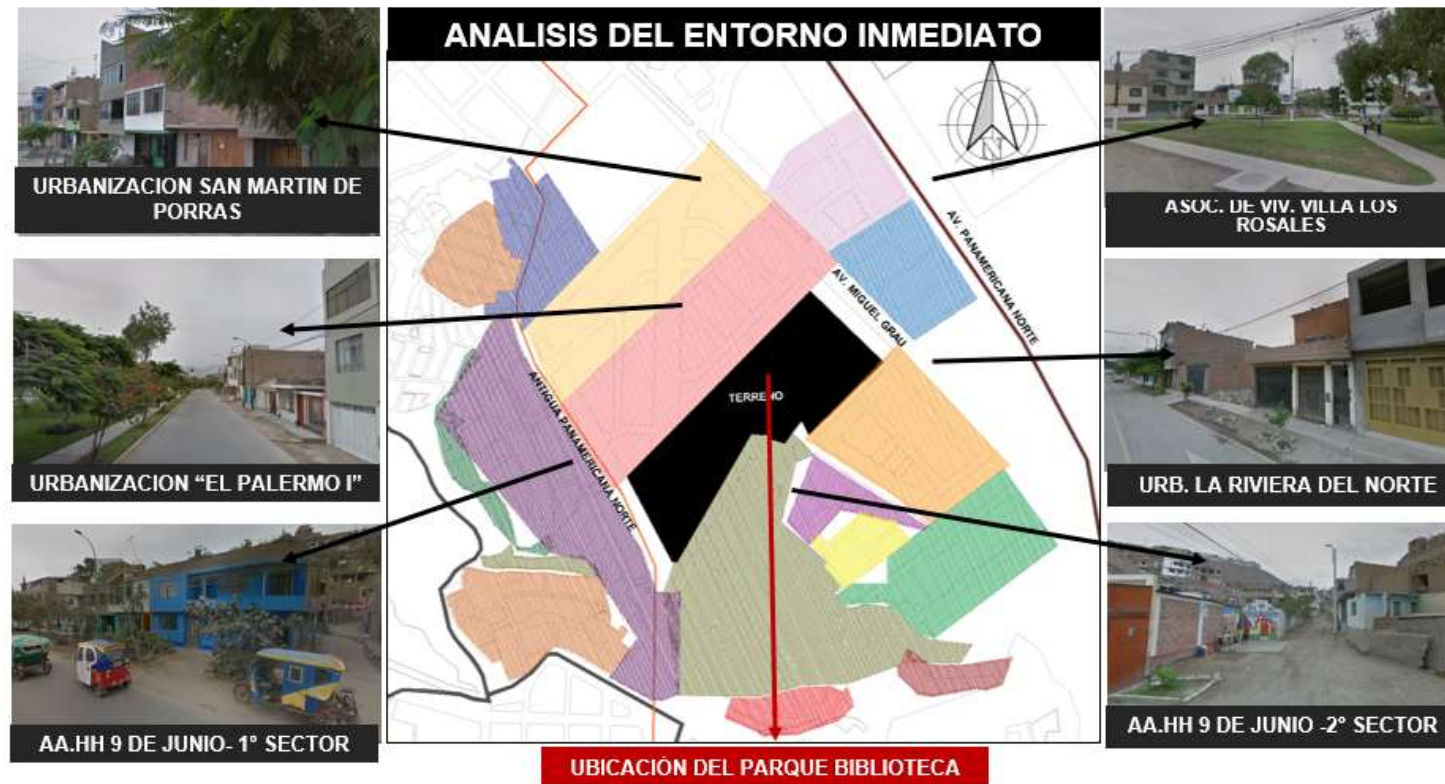 ANALISIS DEL ENTORNO INMEDIATO
URBANIZACION SAN MARTIN DE
PORRAS
URBANIZACION “EL PALERMO I”
AA.HH 9 DE JUNIO- 1° SECTOR
N
AV. PANAMERICANA NORTE
AV. MIGUEL GRAU
TERRENO
ANTIGUA PANAMERICANA NORTE
ASOC. DE VIV. VILLA LOS
ROSALES
URB. LA RIVIERA DEL NORTE
AA.HH 9 DE JUNIO -2° SECTOR
UBICACIÓN DEL PARQUE BIBLIOTECA